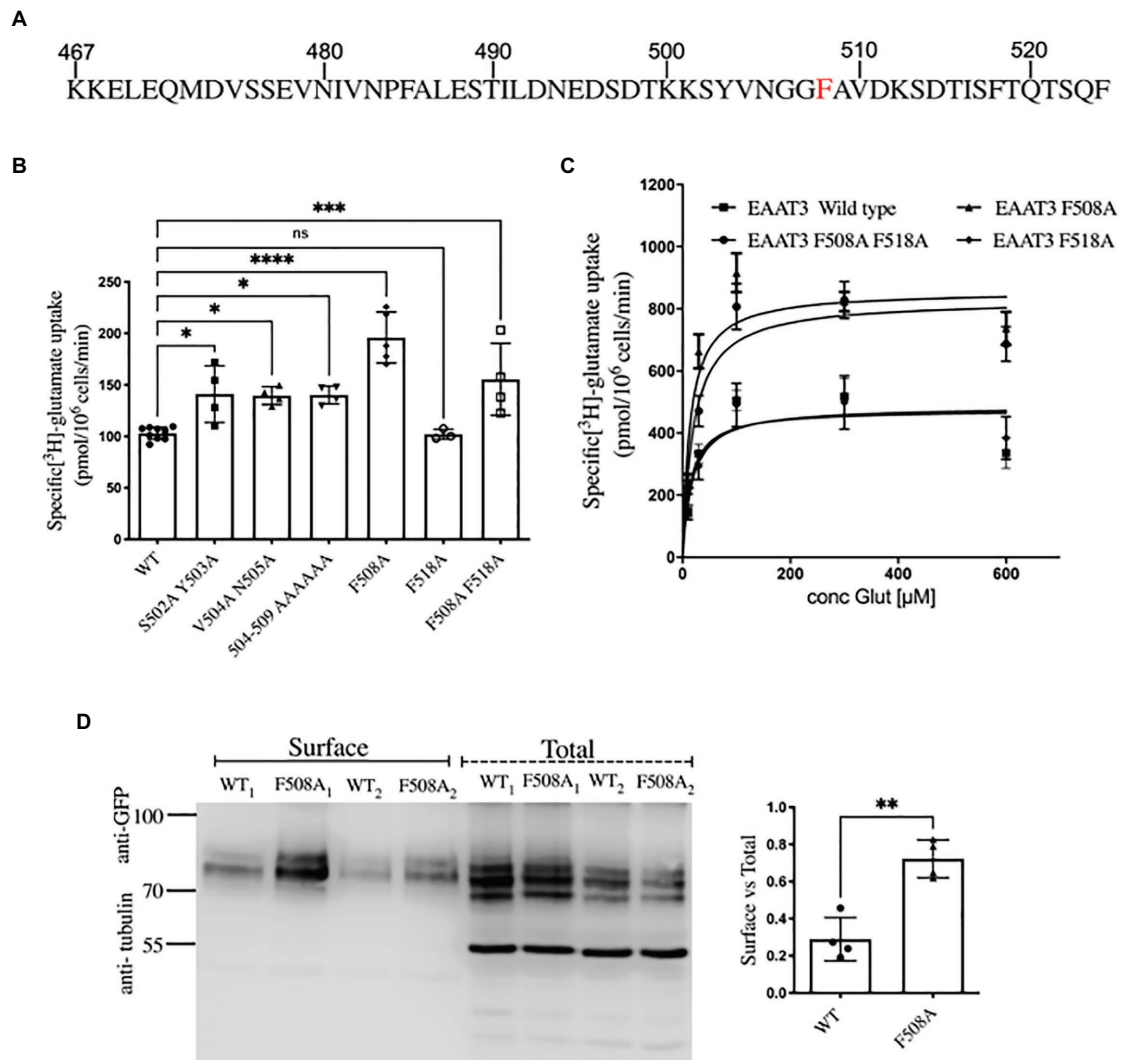 A
467 480 490 500 510 520
KKELEQMDVSSEVNIVNPFALESTILDNEDSDTKKSYVNGGFAVDKSDTISFTQTSQF
B
Specific[³H]-glutamate uptake
(pmol/10⁶ cells/min)
***
ns
****
*
*
*
250
200
150
100
50
0
WT
S502A Y503A
V504A N505A
504-509 AAAAAA
F508A
F518A
F508A F518A
C
Specific[³H]-glutamate uptake
(pmol/10⁶ cells/min)
1200
1000
800
600
400
200
0
EAAT3 Wild type
EAAT3 F508A
EAAT3 F508A F518A
EAAT3 F518A
0 200 400 600
conc Glut [µM]
D
Surface Total
WT₁ F508A₁ WT₂ F508A₂ WT₁ F508A₁ WT₂ F508A₂
anti-GFP
anti- tubulin
100
70
55
Surface vs Total
**
1.0
0.8
0.6
0.4
0.2
0.0
WT
F508A